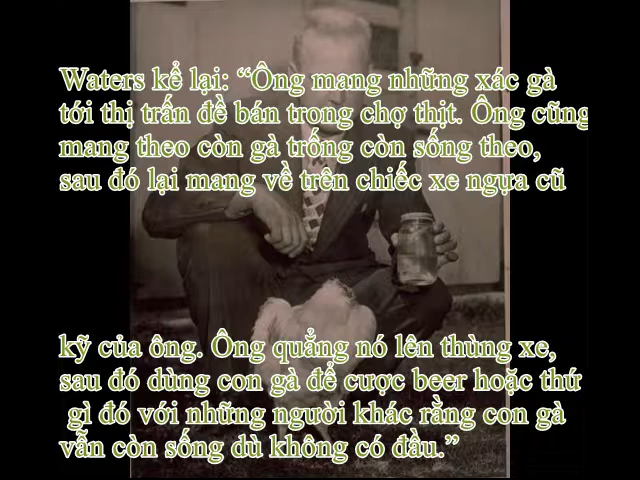 Waters kể lại: “Ông mang những xác gà
tới thị trấn đề bán trong chợ thịt. Ông cũng
mang theo còn gà trống còn sống theo,
sau đó lại mang về trên chiếc xe ngựa cũ
kỹ của ông. Ông quẳng nó lên thùng xe,
sau đó dùng con gà để cược beer hoặc thứ
gì đó với những người khác rằng con gà
vẫn còn sống dù không có đầu.”